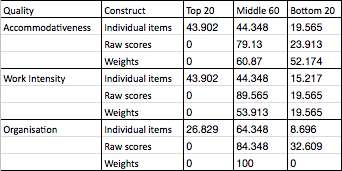 Quality Construct Top 20 Middle 60 Bottom 20
Accommodativeness Individual items 43.902 44.348 19.565
Raw scores 0 79.13 23.913
Weights 0 60.87 52.174
Work Intensity Individual items 43.902 44.348 15.217
Raw scores 0 89.565 19.565
Weights 0 53.913 19.565
Organisation Individual items 26.829 64.348 8.696
Raw scores 0 84.348 32.609
Weights 0 100 0